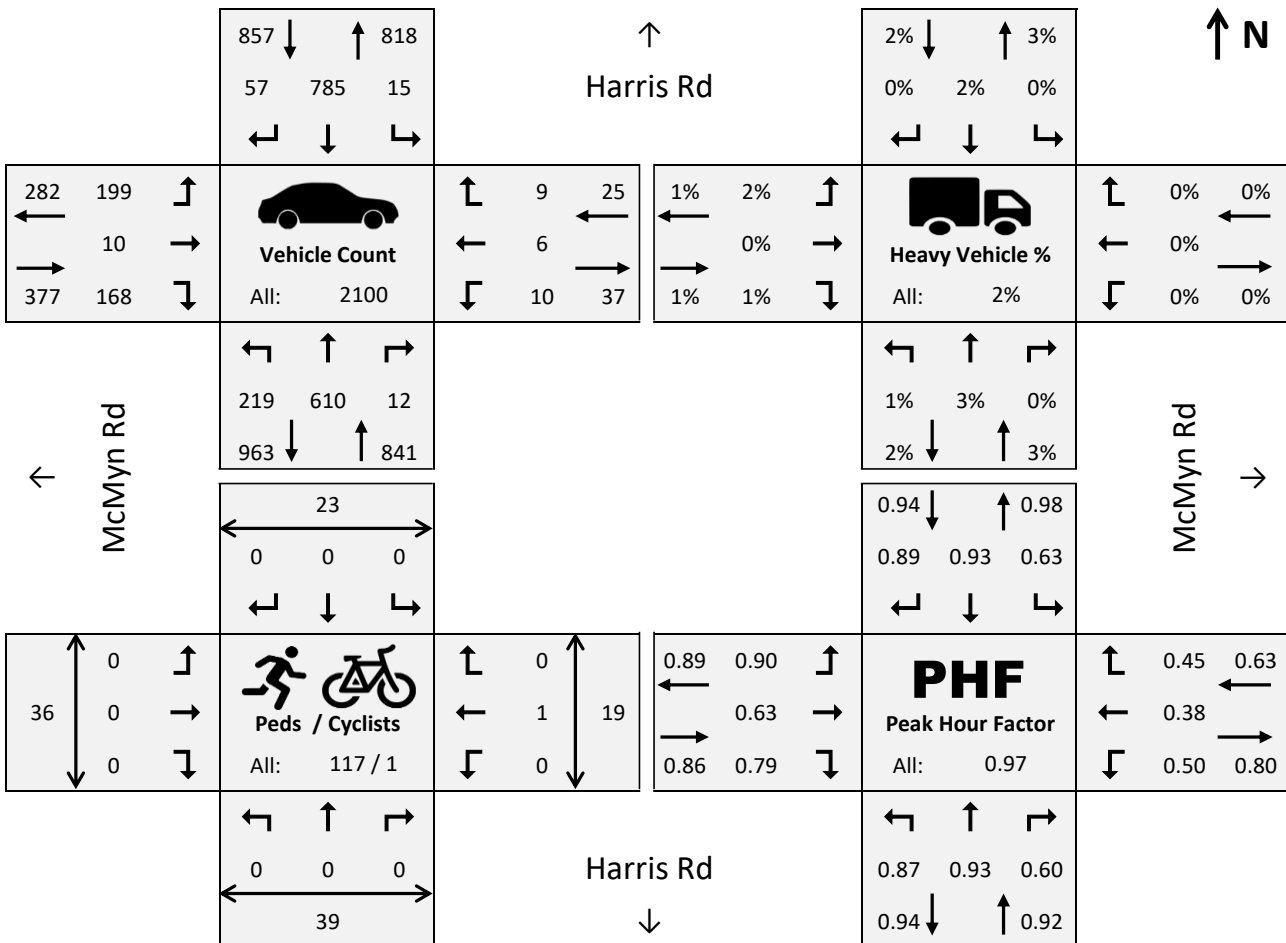 857 818 2% 3% N
Harris Rd
57 785 15 0% 2% 0%
282 199 9 25 1% 2% 0% 0%
10 6 0% 0%
Vehicle Count Heavy Vehicle %
377 168 All: 2100 10 37 1% 1% All: 2% 0% 0%
219 610 12 1% 3% 0%
963 841 2% 3%
McMyn Rd McMyn Rd
23 0.94 0.98
0 0 0 0.89 0.93 0.63
0 0 0.89 0.90 0.45 0.63
36 0 1 19 0.63 PHF 0.38
Peds / Cyclists Peak Hour Factor
0 All: 117 / 1 0 0.86 0.79 All: 0.97 0.50 0.80
0 0 0 Harris Rd 0.87 0.93 0.60
39 0.94 0.92